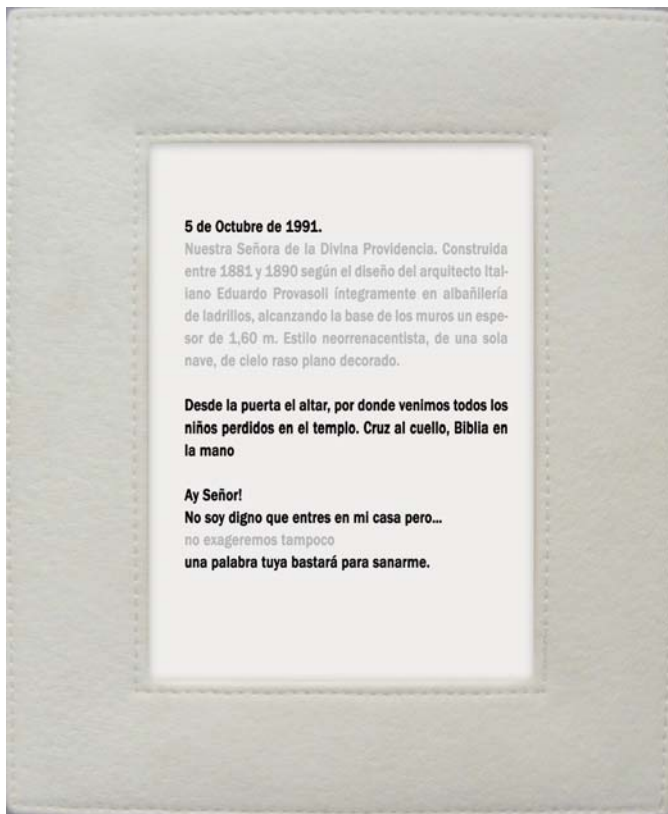 5 de Octubre de 1991.
Nuestra Señora de la Divina Providencia. Construida
entre 1881 y 1890 según el diseño del arquitecto Ital-
iano Eduardo Provasoli íntegramente en albañilería
de ladrillos, alcanzando la base de los muros un espe-
sor de 1,60 m. Estilo neorrenacentista, de una sola
nave, de cielo raso plano decorado.
Desde la puerta el altar, por donde venimos todos los
niños perdidos en el templo. Cruz al cuello, Biblia en
la mano
Ay Señor!
No soy digno que entres en mi casa pero...
no exageremos tampoco
una palabra tuya bastará para sanarme.